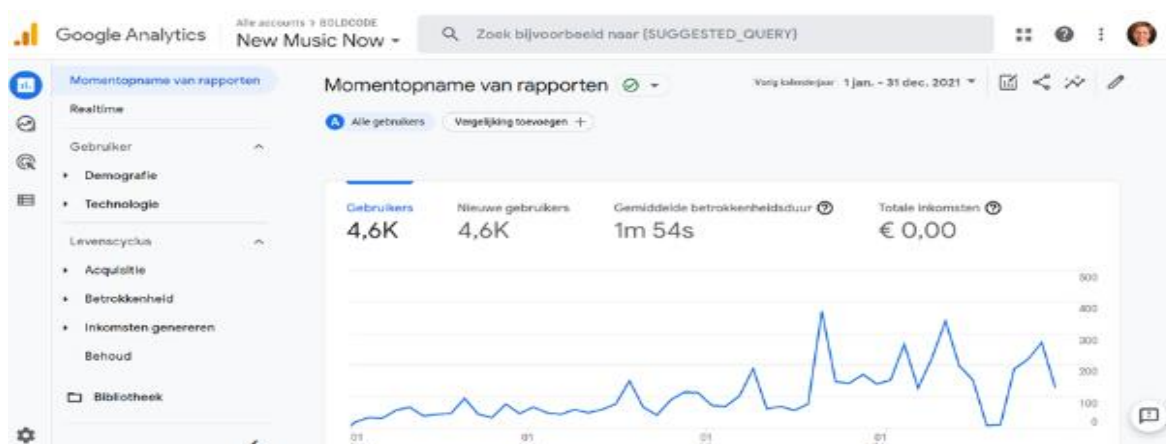 Alle accounts > BOLDCODE
Google Analytics
New Music Now
Zoek bijvoorbeeld naar {SUGGESTED_QUERY}
Momentopname van rapporten
Realtime
Gebruiker
Demografie
Technologie
Levenscyclus
Acquisitie
Betrokkenheid
Inkomsten genereren
Behoud
Bibliotheek
Momentopname van rapporten
Vorig kalenderjaar 1 jan. - 31 dec. 2021
A Alle gebruikers
Vergelijking toevoegen +
Gebruikers
4,6K
Nieuwe gebruikers
4,6K
Gemiddelde betrokkenheidsduur
1m 54s
Totale inkomsten
€ 0,00
500
400
300
200
100
0
01
01
01
01